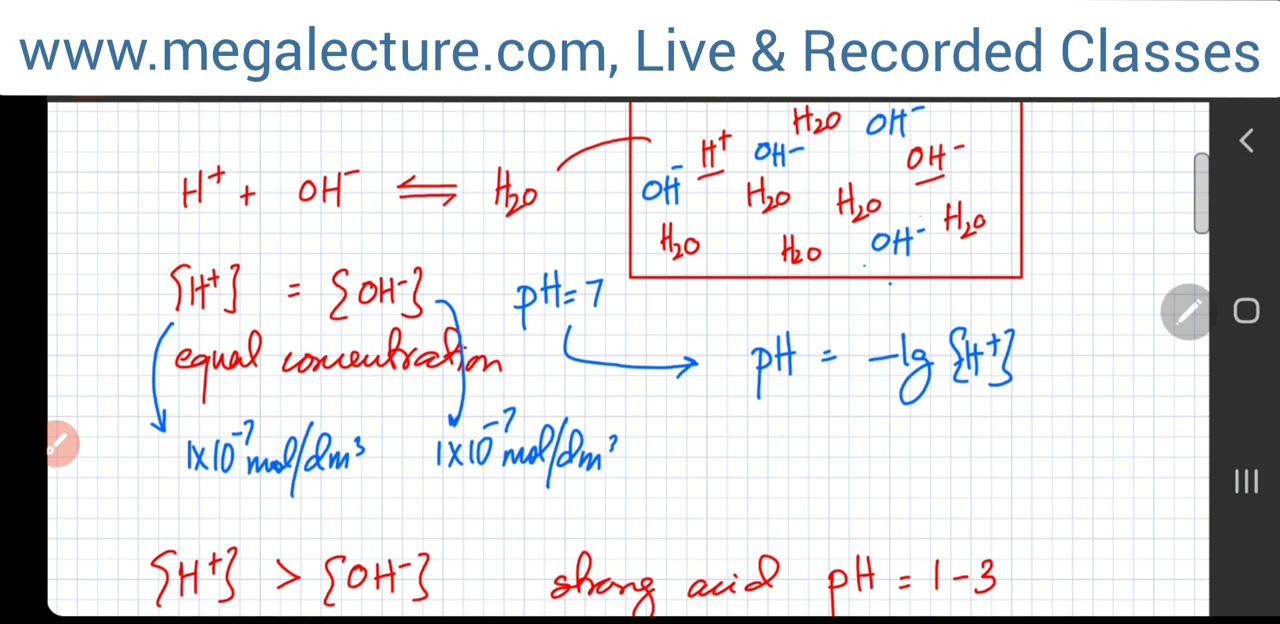 www.megalecture.com, Live & Recorded Classes
H₂O OH⁻
H⁺ OH⁻ OH⁻
H⁺ + OH⁻ ⇌ H₂O
OH⁻ H₂O H₂O H₂O
H₂O H₂O OH⁻
{H⁺} = {OH⁻} pH = 7
equal concentration pH = -lg {H⁺}
1×10⁻⁷ mol/dm³ 1×10⁻⁷ mol/dm³
{H⁺} > {OH⁻} strong acid pH = 1 - 3